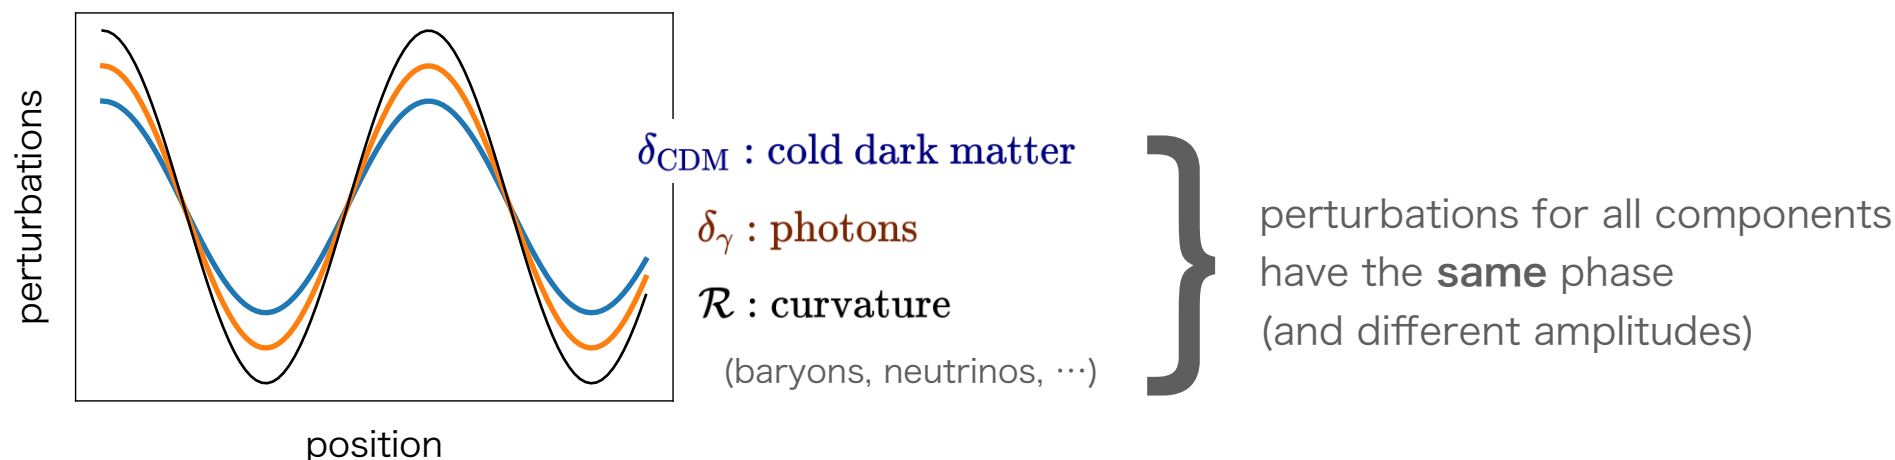 perturbations
position
δ_CDM : cold dark matter
δ_γ : photons
ℛ : curvature
(baryons, neutrinos, ⋯)
perturbations for all components
have the same phase
(and different amplitudes)